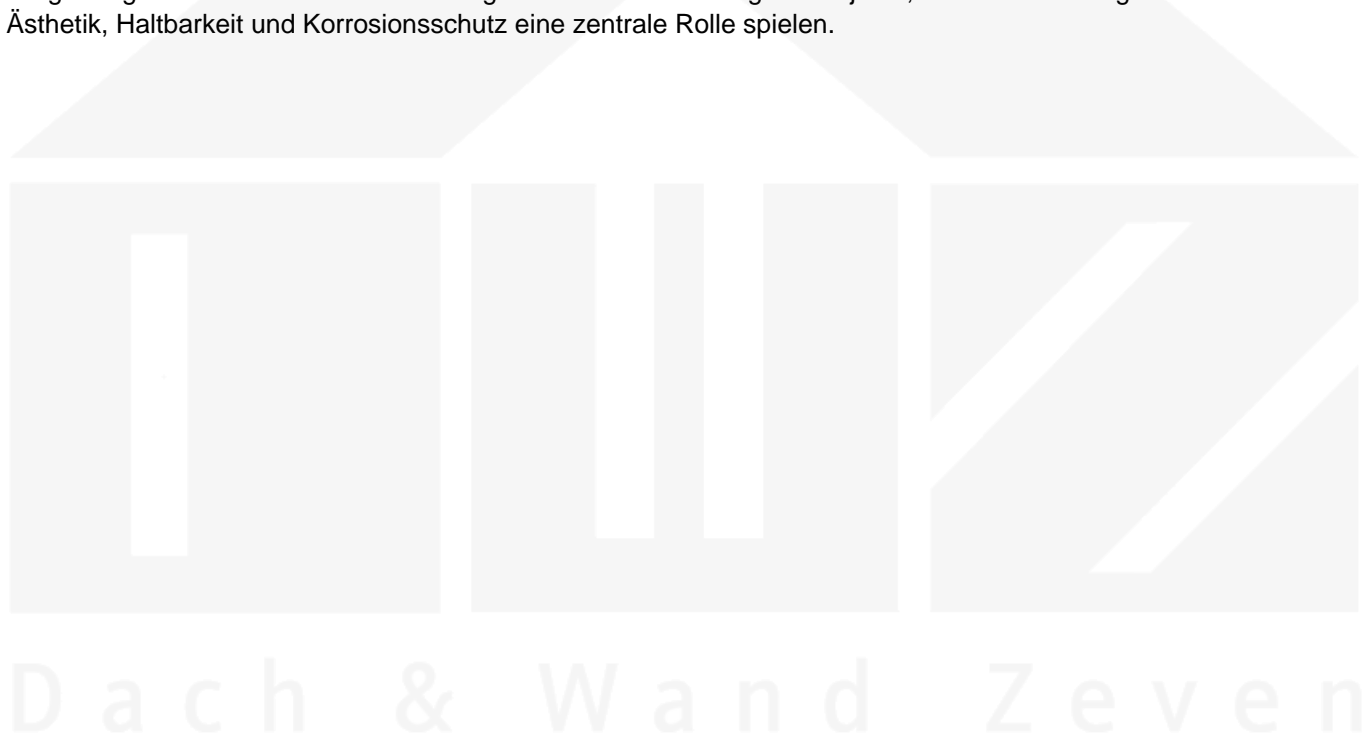 Ästhetik, Haltbarkeit und Korrosionsschutz eine zentrale Rolle spielen.
Dach & Wand Zeven